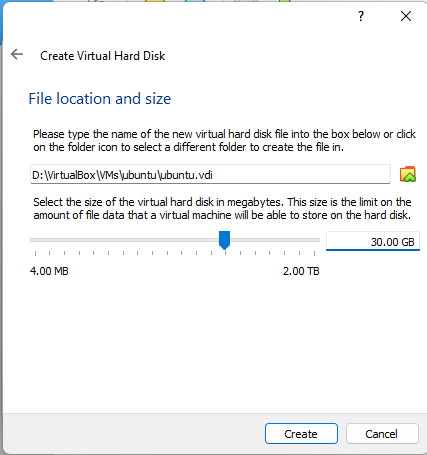 ?
Create Virtual Hard Disk
File location and size
Please type the name of the new virtual hard disk file into the box below or click
on the folder icon to select a different folder to create the file in.
D:\VirtualBox\VMs\ubuntu\ubuntu.vdi
Select the size of the virtual hard disk in megabytes. This size is the limit on the
amount of file data that a virtual machine will be able to store on the hard disk.
30.00 GB
4.00 MB 2.00 TB
Create Cancel